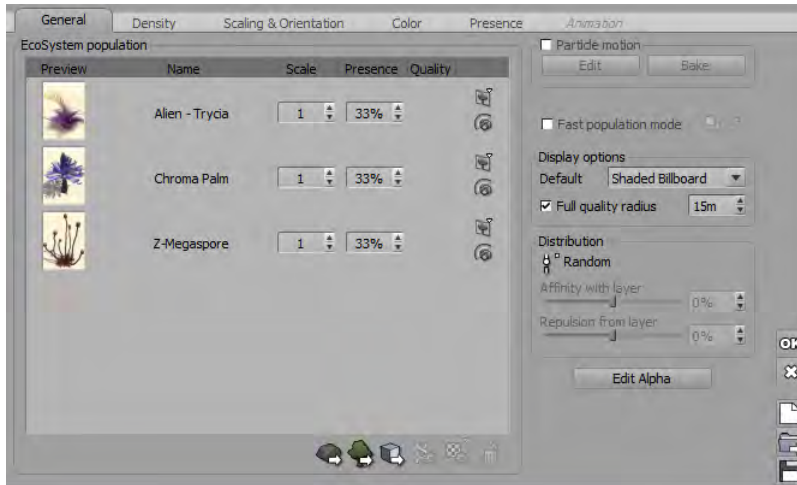 General Density Scaling & Orientation Color Presence Animation
EcoSystem population
Preview Name Scale Presence Quality
Alien - Trycia 1 33%
Chroma Palm 1 33%
Z-Megaspore 1 33%
Particle motion
Edit Bake
Fast population mode
Display options
Default Shaded Billboard
Full quality radius 15m
Distribution
Random
Affinity with layer 0%
Repulsion from layer 0%
Edit Alpha
OK